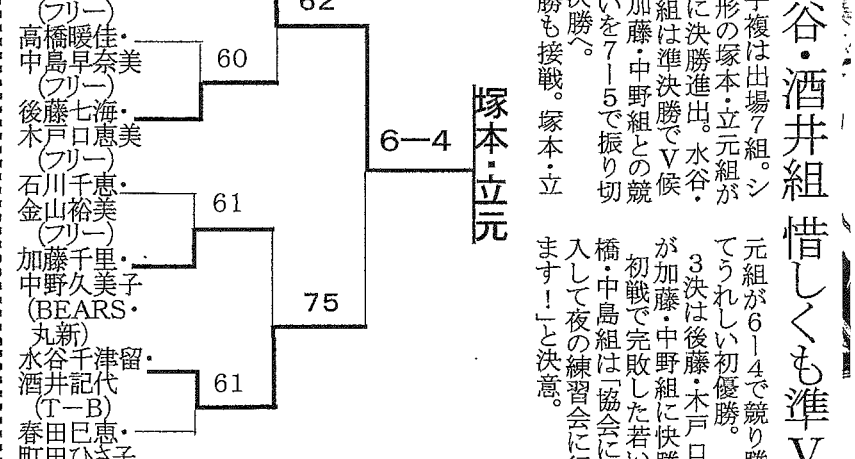 谷・酒井組 惜しくも準V
子複は出場7組。シ
形の塚本・立元組が
に決勝進出。水谷・
組は準決勝でV候
加藤・中野組との競
いを7―5で振り切
決勝へ。
勝も接戦。塚本・立
元組が6―4で競り勝
てうれしい初優勝。
3決は後藤・木戸口
が加藤・中野組に快勝
初戦で完敗した若い
橋・中島組は「協会に
入して夜の練習会に行
ます!」と決意。
塚本・立元
6―4
62
60
61
75
61
(フリー)
高橋暖佳・
中島早奈美
(フリー)
後藤七海・
木戸口恵美
(フリー)
石川千恵・
金山裕美
(フリー)
加藤千里・
中野久美子
(BEARS・
丸新)
水谷千津留・
酒井記代
(T―B)
春田巳恵・
町田ひさ子